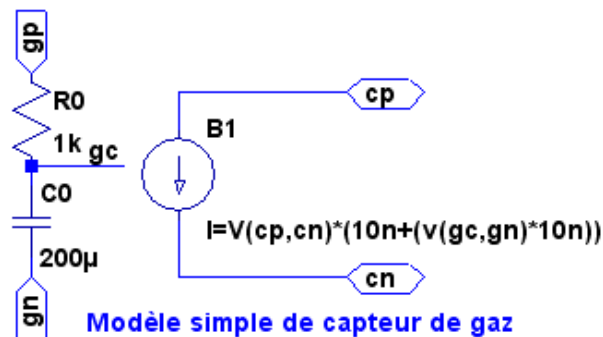 gp
R0
1k
gc
C0
200µ
gn
cp
B1
I=V(cp,cn)*(10n+(v(gc,gn)*10n))
cn
Modèle simple de capteur de gaz